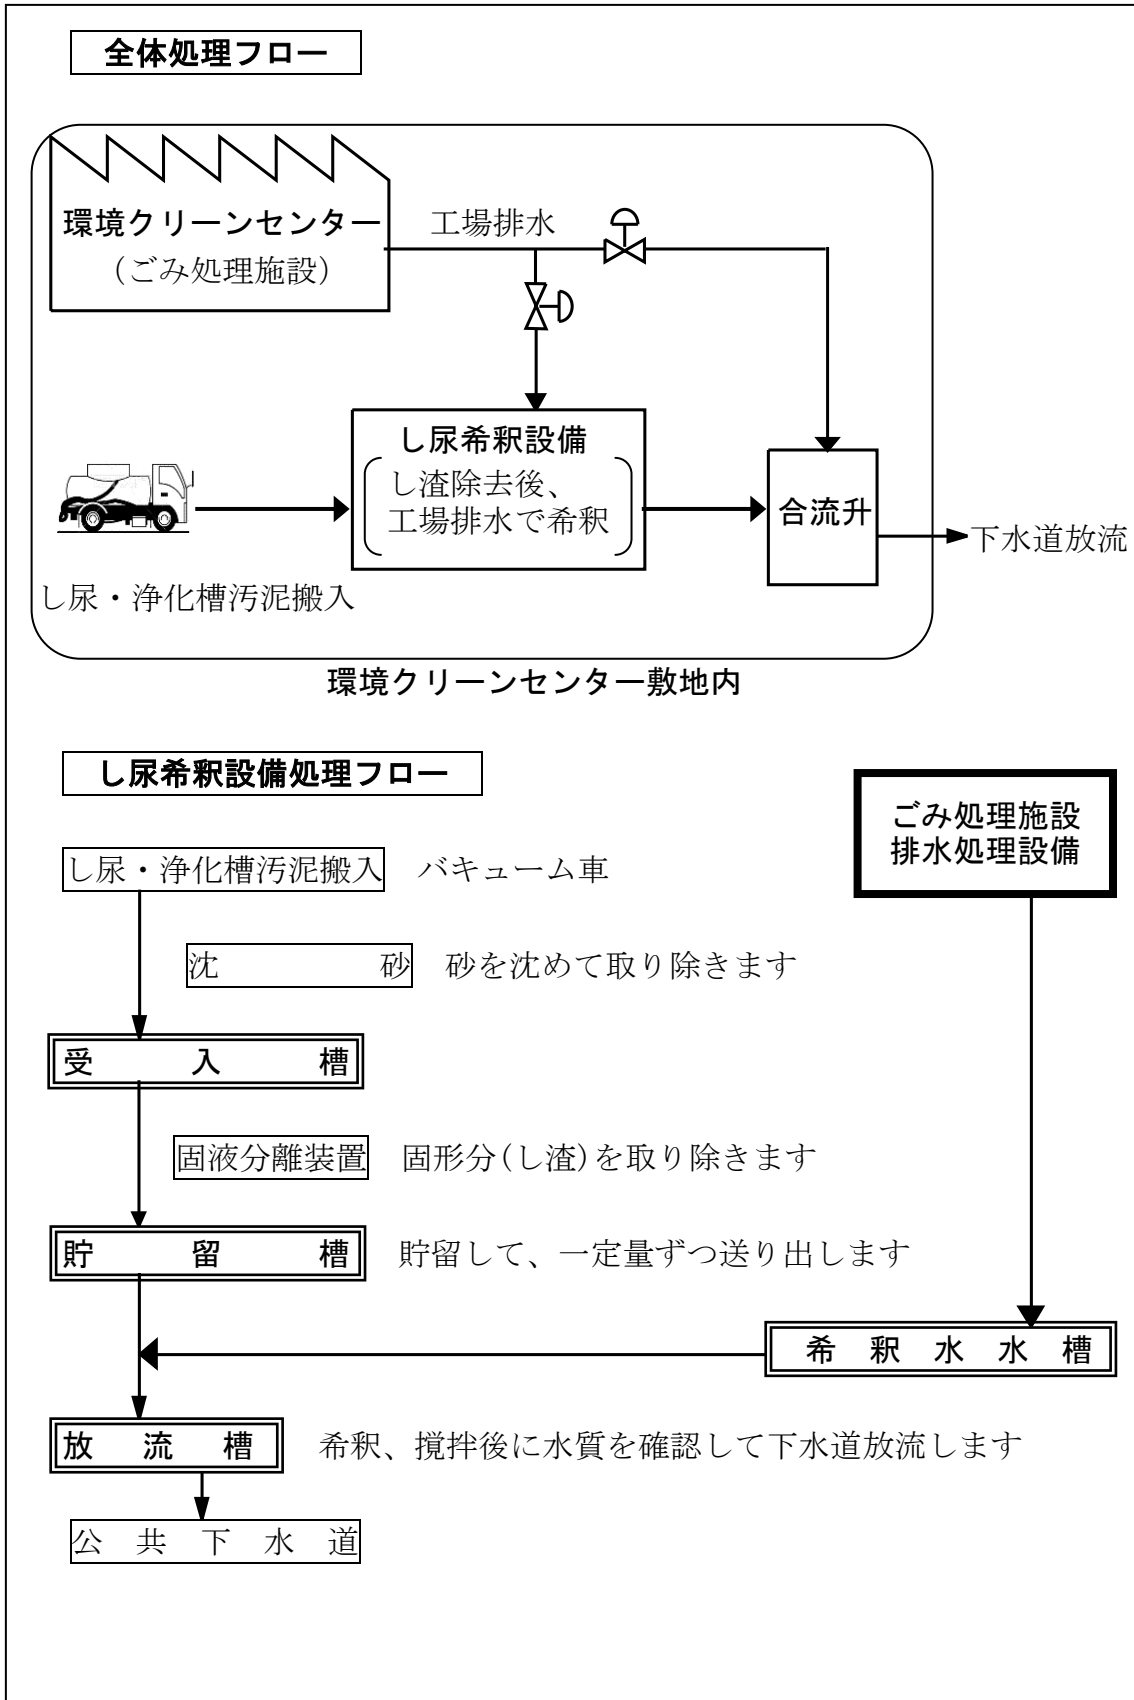 全体処理フロー
環境クリーンセンター
（ごみ処理施設）
工場排水
し尿希釈設備
し渣除去後、
工場排水で希釈
合流升
下水道放流
し尿・浄化槽汚泥搬入
環境クリーンセンター敷地内
し尿希釈設備処理フロー
ごみ処理施設
排水処理設備
し尿・浄化槽汚泥搬入 バキューム車
沈砂 砂を沈めて取り除きます
受入槽
固液分離装置 固形分(し渣)を取り除きます
貯留槽 貯留して、一定量ずつ送り出します
希釈水水槽
放流槽 希釈、撹拌後に水質を確認して下水道放流します
公共下水道